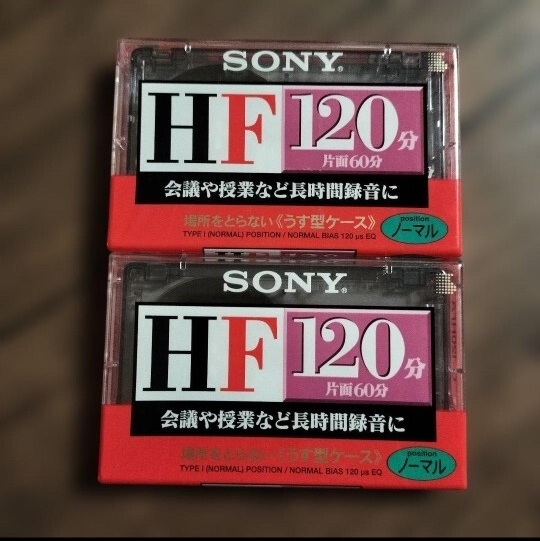 SONY®
HF 120分
片面60分
会議や授業など長時間録音に
場所をとらない《うす型ケース》
position
ノーマル
TYPE I (NORMAL) POSITION / NORMAL BIAS 120 μs EQ
SONY®
HF 120分
片面60分
会議や授業など長時間録音に
場所をとらない《うす型ケース》
position
ノーマル
TYPE I (NORMAL) POSITION / NORMAL BIAS 120 μs EQ